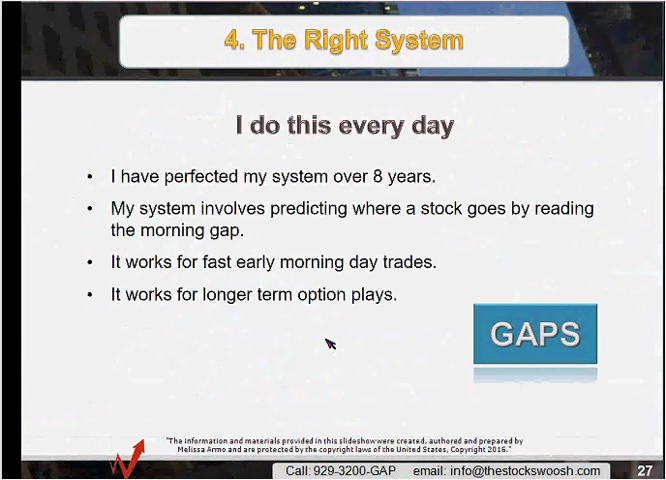 4. The Right System
I do this every day
• I have perfected my system over 8 years.
• My system involves predicting where a stock goes by reading
the morning gap.
• It works for fast early morning day trades.
• It works for longer term option plays.
GAPS
"The information and materials provided in this slideshow were created, authored and prepared by
Melissa Armo and are protected by the copyright laws of the United States, Copyright 2016."
Call: 929-3200-GAP email: info@thestockswoosh.com 27